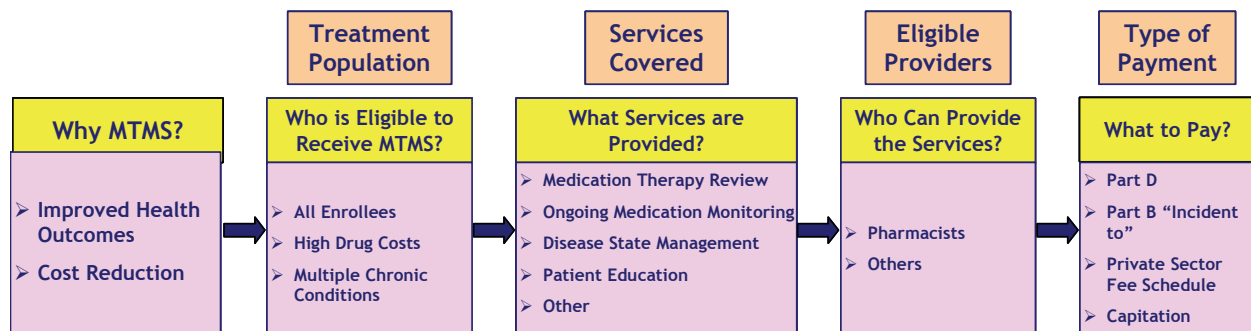 Treatment
Population
Services
Covered
Eligible
Providers
Type of
Payment
Why MTMS?
➢ Improved Health
Outcomes
➢ Cost Reduction
Who is Eligible to
Receive MTMS?
➢ All Enrollees
➢ High Drug Costs
➢ Multiple Chronic
Conditions
What Services are
Provided?
➢ Medication Therapy Review
➢ Ongoing Medication Monitoring
➢ Disease State Management
➢ Patient Education
➢ Other
Who Can Provide
the Services?
➢ Pharmacists
➢ Others
What to Pay?
➢ Part D
➢ Part B “Incident
to”
➢ Private Sector
Fee Schedule
➢ Capitation